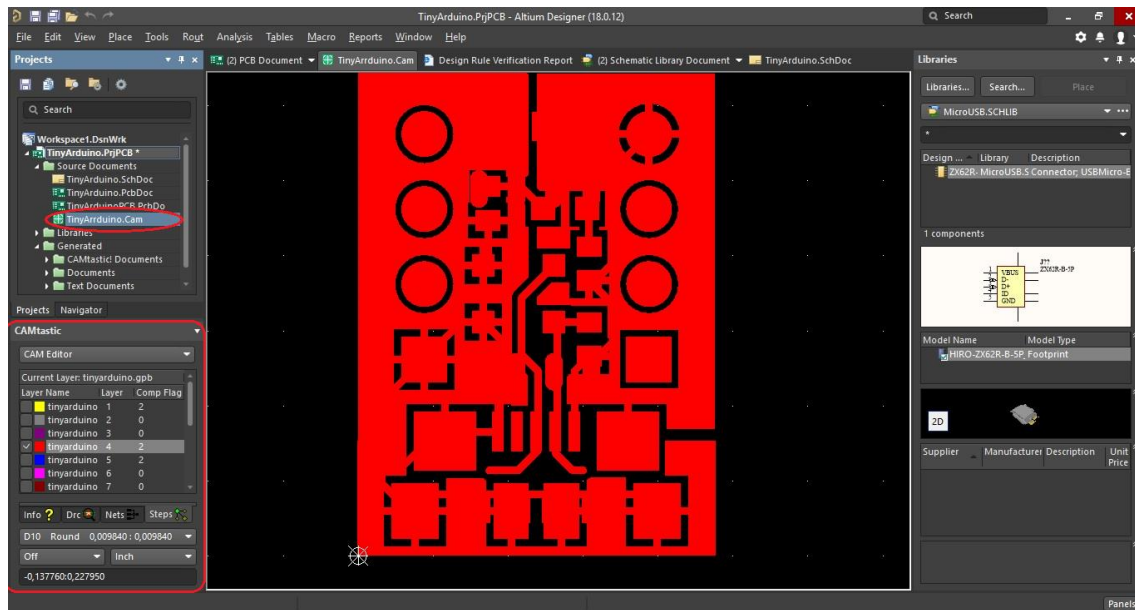 TinyArduino.PrjPCB - Altium Designer (18.0.12)
Search
File Edit View Place Tools Rout Analysis Tables Macro Reports Window Help
Projects
(2) PCB Document
TinyArrduino.Cam
Design Rule Verification Report
(2) Schematic Library Document
TinyArduino.SchDoc
Libraries
Search
Workspace1.DsnWrk
TinyArduino.PrjPCB *
Source Documents
TinyArduino.SchDoc
TinyArduino.PcbDoc
TinyArduinoPCB.PcbDo
TinyArrduino.Cam
Libraries
Generated
CAMtastic! Documents
Documents
Text Documents
Projects Navigator
CAMtastic
CAM Editor
Current Layer: tinyarduino.gpb
Layer Name Layer Comp Flag
tinyarduino 1 2
tinyarduino 2 0
tinyarduino 3 0
tinyarduino 4 2
tinyarduino 5 2
tinyarduino 6 0
tinyarduino 7 0
Info ? Drc Nets Steps
D10 Round 0,009840 : 0,009840
Off Inch
-0,137760:0,227950
Libraries... Search... Place
MicroUSB.SCHLIB
*
Design ... Library Description
ZX62R- MicroUSB.S Connector; USBMicro-B
1 components
J??
ZX62R-B-5P
VBUS
D-
D+
ID
GND
Model Name Model Type
HIRO-ZX62R-B-5P_ Footprint
2D
Supplier Manufacturer Description Unit Price
Panels